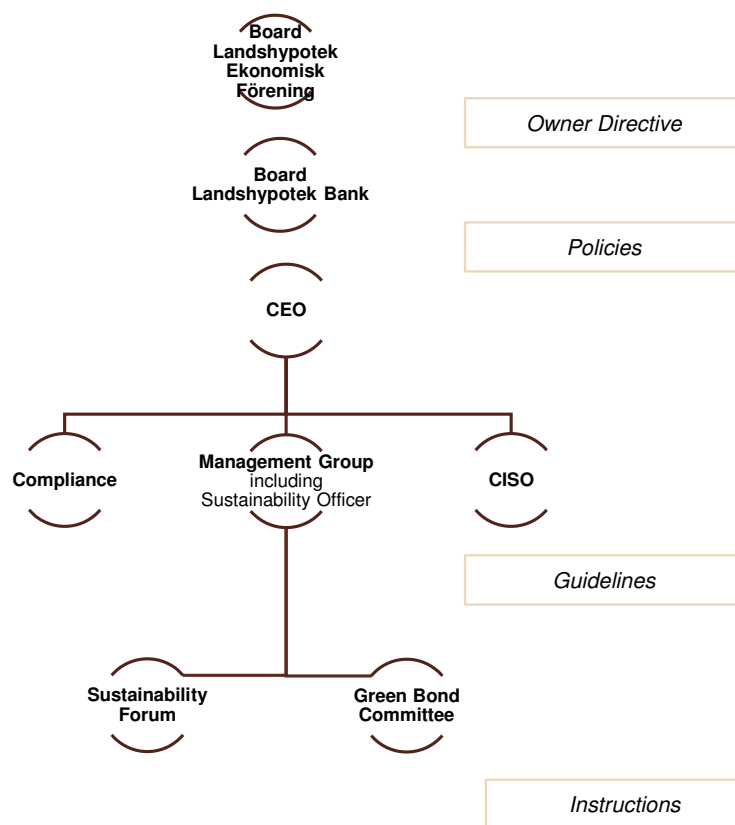 Board
Landshypotek
Ekonomisk
Förening
Owner Directive
Board
Landshypotek Bank
Policies
CEO
Compliance
Management Group
including
Sustainability Officer
CISO
Guidelines
Sustainability
Forum
Green Bond
Committee
Instructions